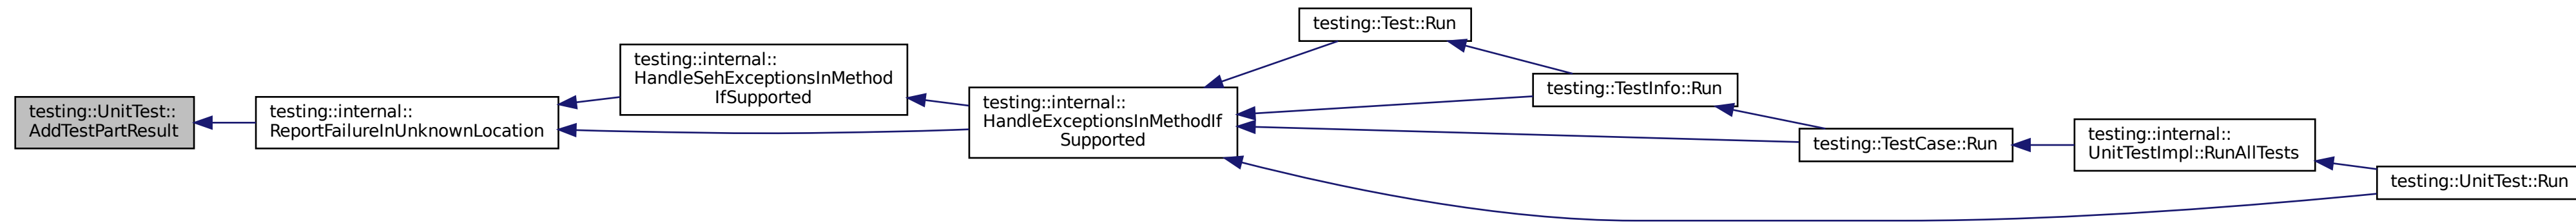 testing::UnitTest::
AddTestPartResult
testing::internal::
ReportFailureInUnknownLocation
testing::internal::
HandleSehExceptionsInMethod
IfSupported
testing::internal::
HandleExceptionsInMethodIf
Supported
testing::Test::Run
testing::TestInfo::Run
testing::TestCase::Run
testing::internal::
UnitTestImpl::RunAllTests
testing::UnitTest::Run